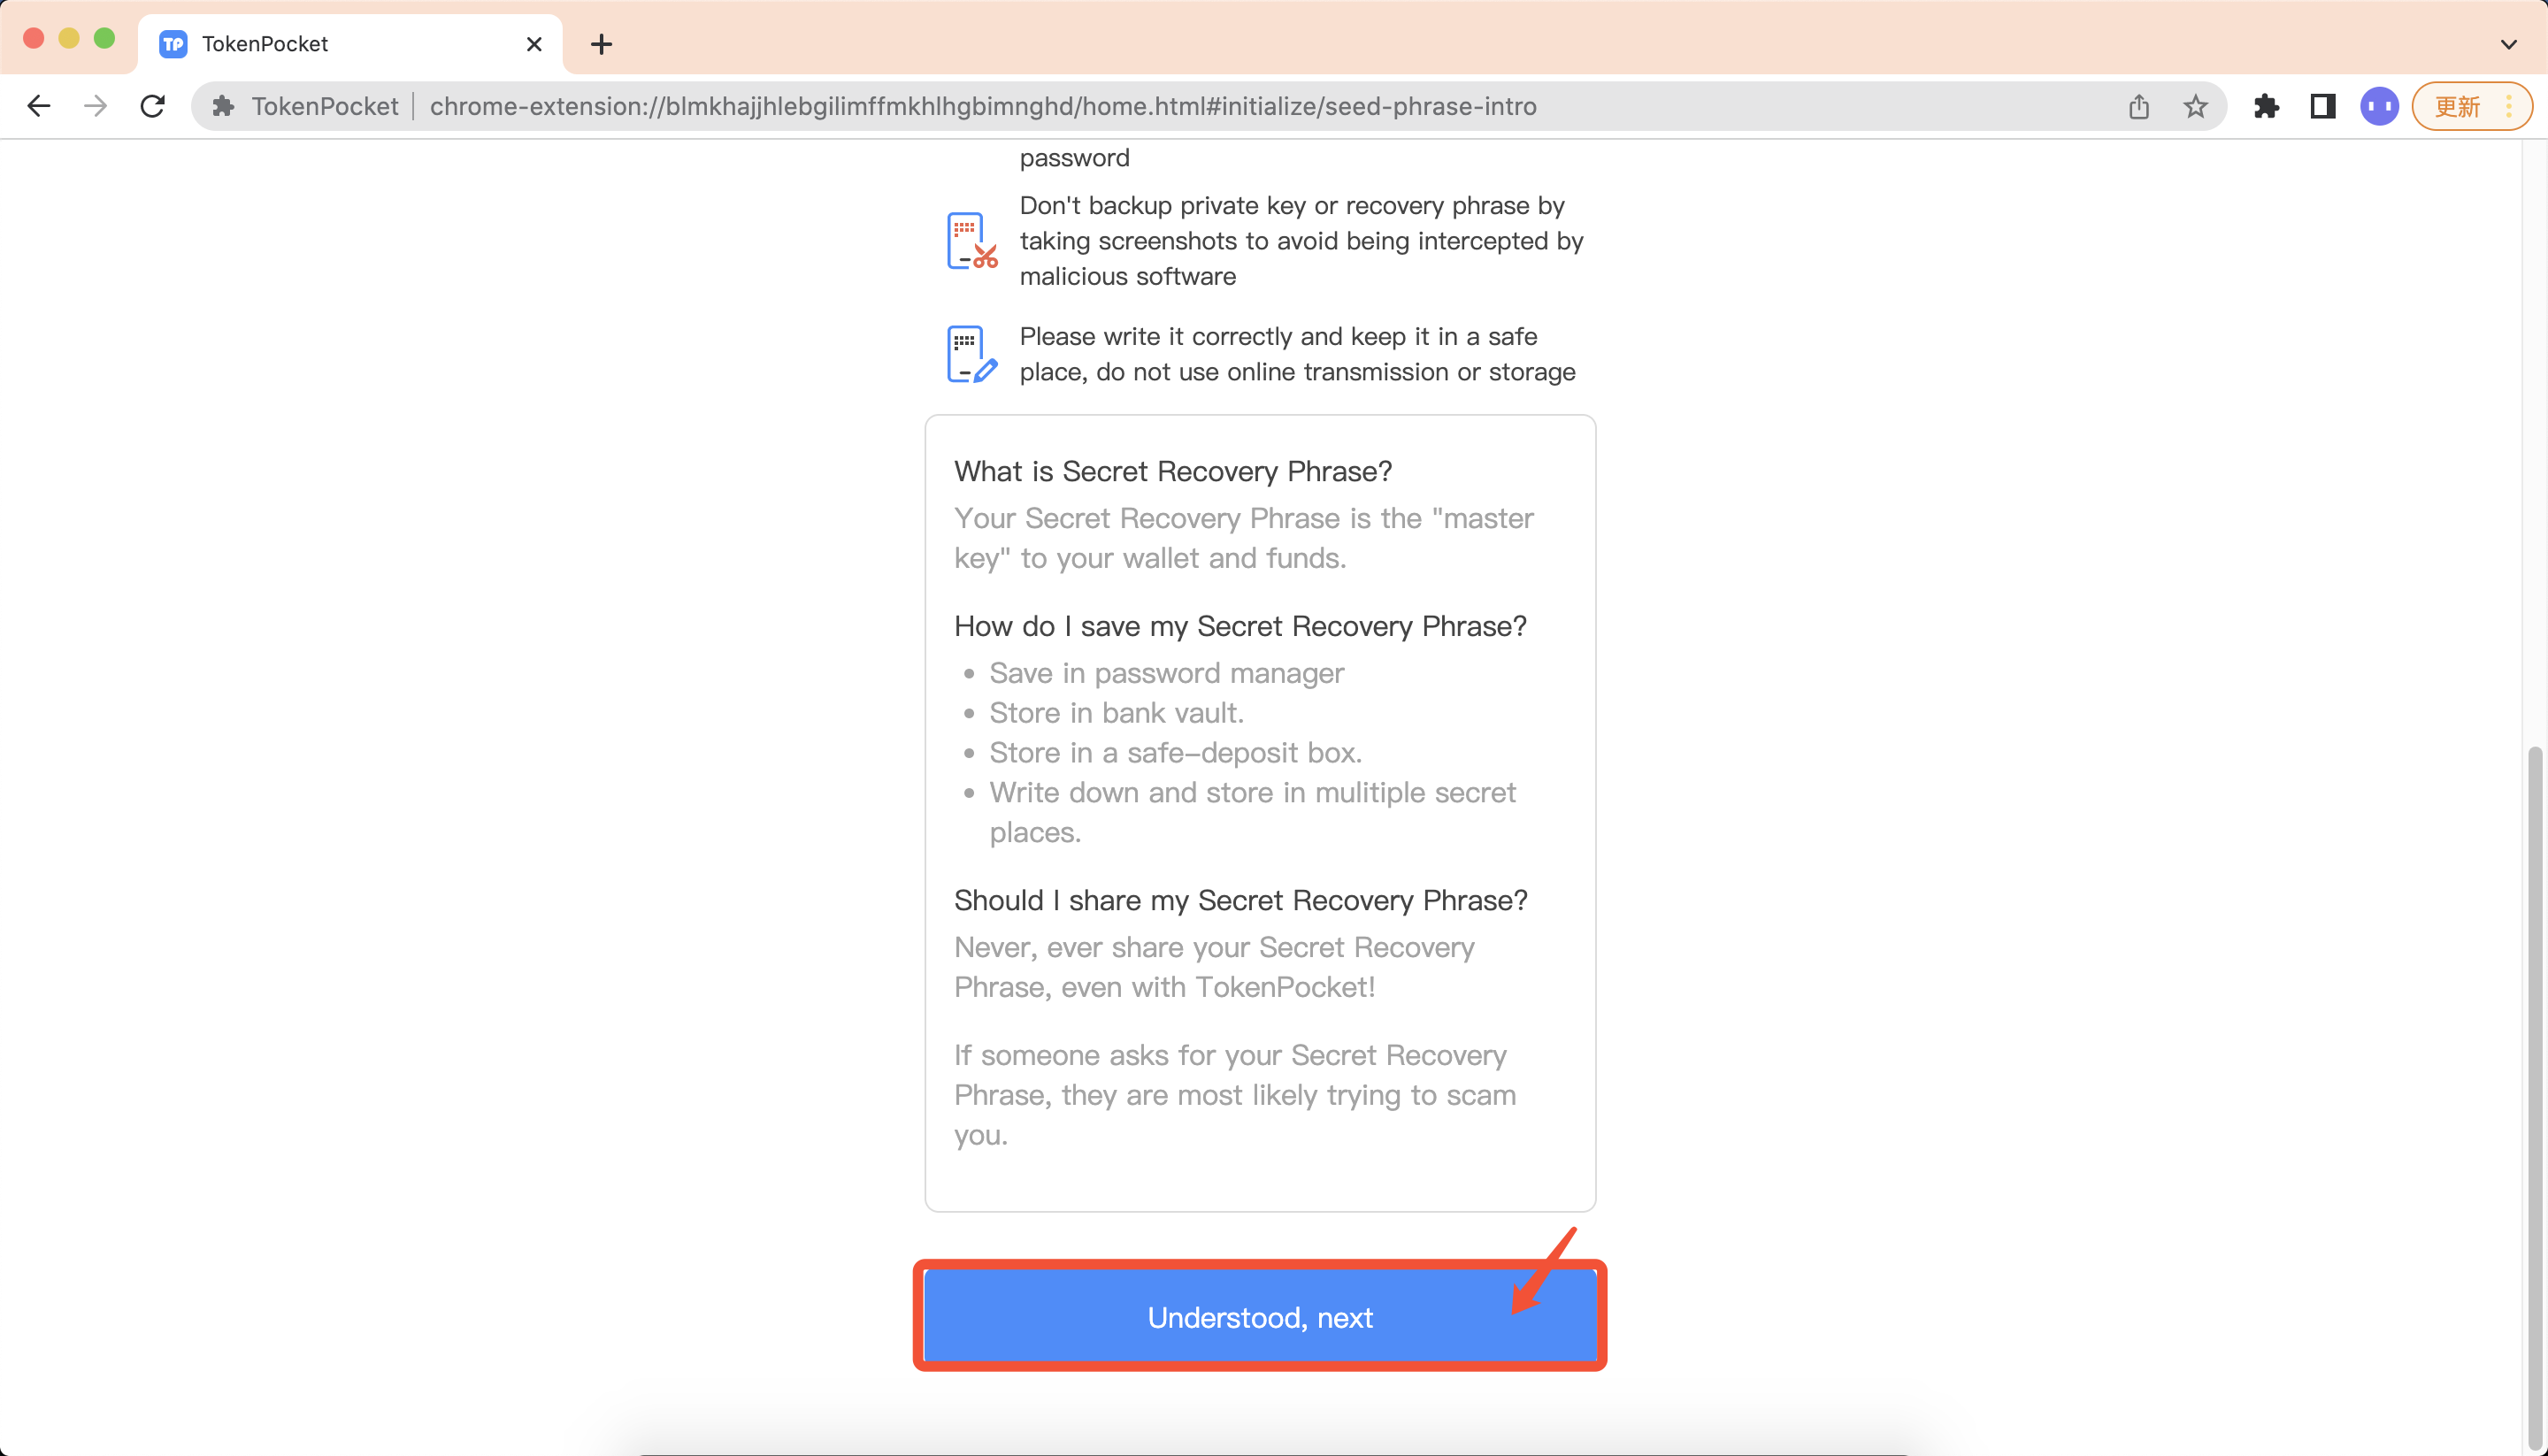 TP TokenPocket
TokenPocket chrome-extension://blmkhajjhlebgilimffmkhlhgbimnghd/home.html#initialize/seed-phrase-intro
更新
password
Don't backup private key or recovery phrase by
taking screenshots to avoid being intercepted by
malicious software
Please write it correctly and keep it in a safe
place, do not use online transmission or storage
What is Secret Recovery Phrase?
Your Secret Recovery Phrase is the "master
key" to your wallet and funds.
How do I save my Secret Recovery Phrase?
• Save in password manager
• Store in bank vault.
• Store in a safe-deposit box.
• Write down and store in mulitiple secret
places.
Should I share my Secret Recovery Phrase?
Never, ever share your Secret Recovery
Phrase, even with TokenPocket!
If someone asks for your Secret Recovery
Phrase, they are most likely trying to scam
you.
Understood, next